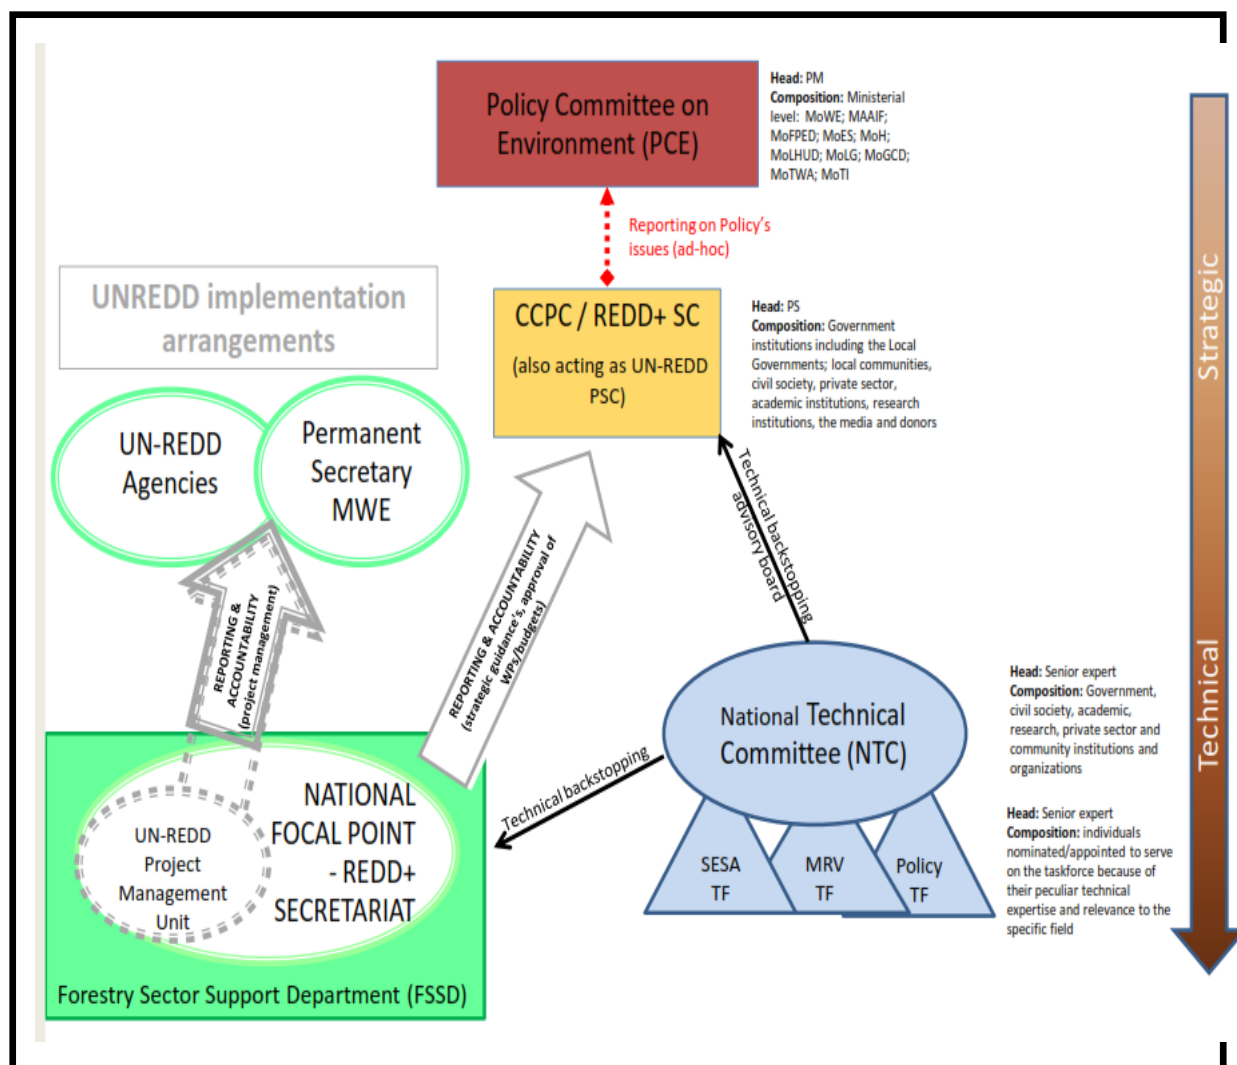 Policy Committee on
Environment (PCE)
Head: PM
Composition: Ministerial
level: MoWE; MAAIF;
MoFPED; MoES; MoH;
MoLHUD; MoLG; MoGCD;
MoTWA; MoTI
Reporting on Policy's
issues (ad-hoc)
UNREDD implementation
arrangements
CCPC / REDD+ SC
(also acting as UN-REDD
PSC)
Head: PS
Composition: Government
institutions including the Local
Governments; local communities,
civil society, private sector,
academic institutions, research
institutions, the media and donors
Strategic
Technical
UN-REDD
Agencies
Permanent
Secretary
MWE
REPORTING &
ACCOUNTABILITY
(project management)
REPORTING & ACCOUNTABILITY
(strategic guidance's, approval of
WPs/budgets)
Technical backstopping
advisory board
National Technical
Committee (NTC)
Head: Senior expert
Composition: Government,
civil society, academic,
research, private sector and
community institutions and
organizations
Technical backstopping
SESA
TF
MRV
TF
Policy
TF
Head: Senior expert
Composition: individuals
nominated/appointed to serve
on the taskforce because of
their peculiar technical
expertise and relevance to the
specific field
UN-REDD
Project
Management
Unit
NATIONAL
FOCAL POINT
- REDD+
SECRETARIAT
Forestry Sector Support Department (FSSD)